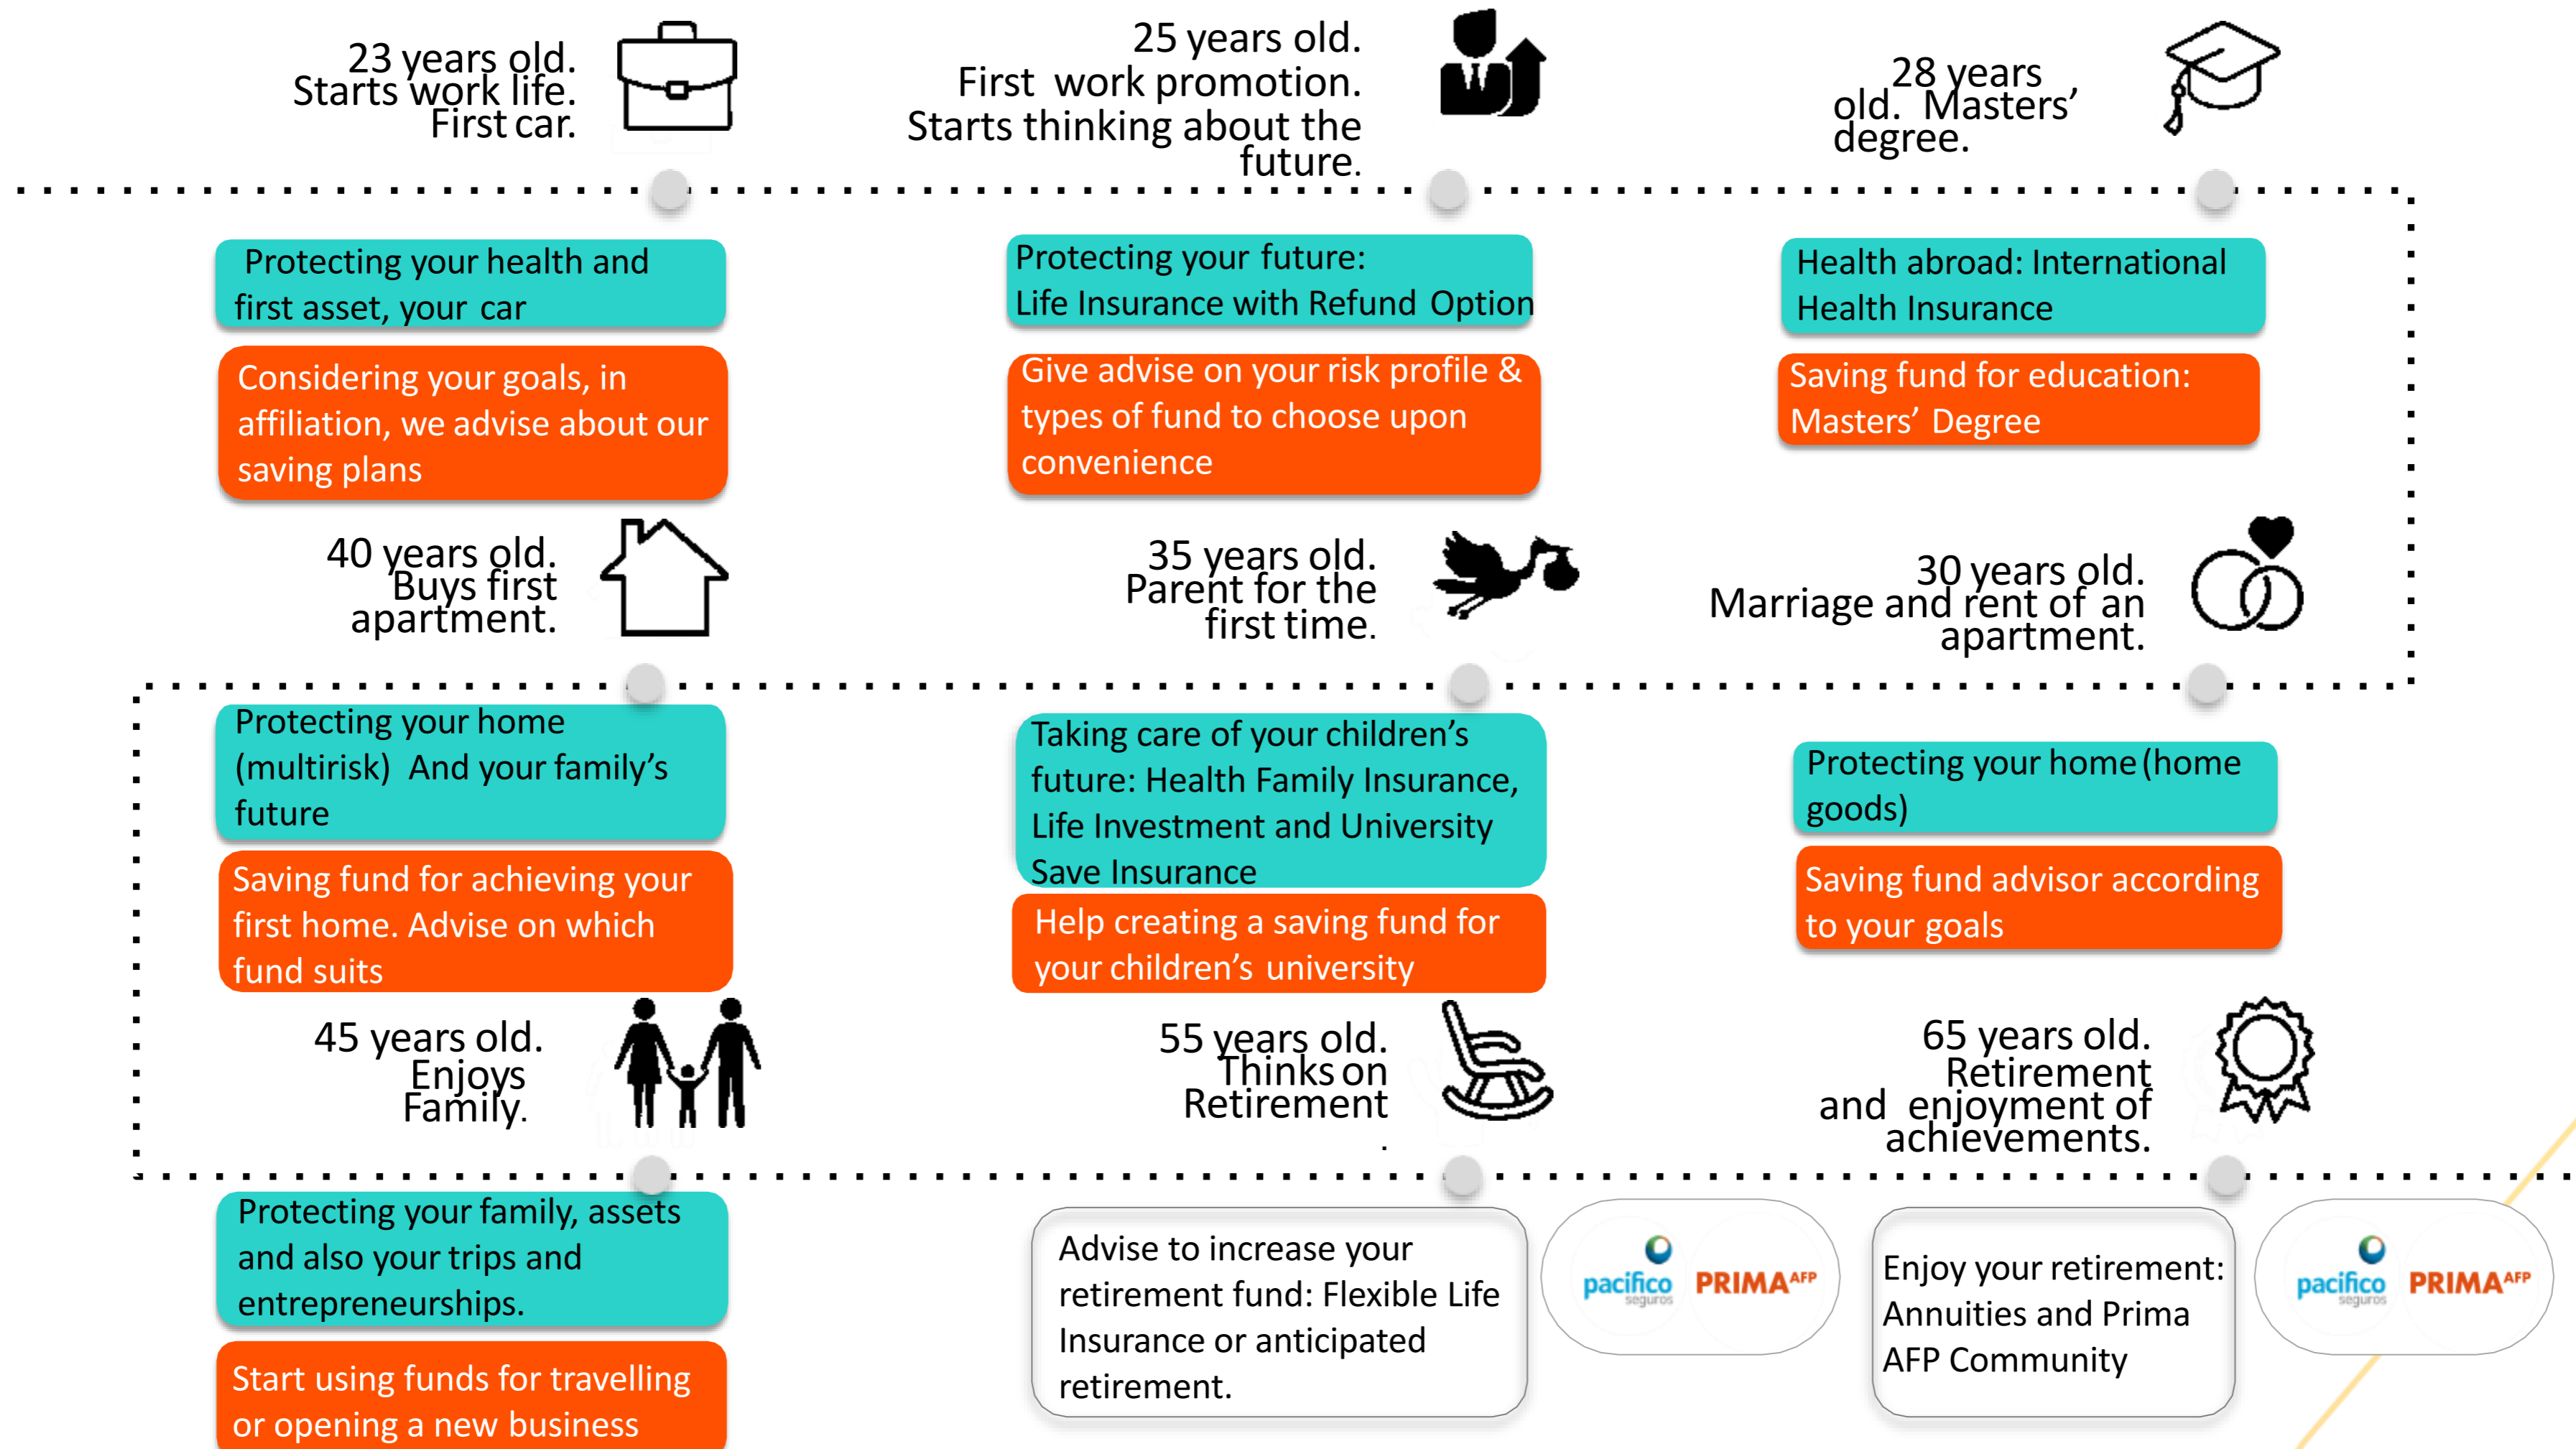 23 years old.
Starts work life.
First car.
25 years old.
First work promotion.
Starts thinking about the
future.
28 years
old. Masters’
degree.
Protecting your health and
first asset, your car
Considering your goals, in
affiliation, we advise about our
saving plans
Protecting your future:
Life Insurance with Refund Option
Give advise on your risk profile &
types of fund to choose upon
convenience
Health abroad: International
Health Insurance
Saving fund for education:
Masters’ Degree
40 years old.
Buys first
apartment.
35 years old.
Parent for the
first time.
30 years old.
Marriage and rent of an
apartment.
Protecting your home
(multirisk) And your family’s
future
Saving fund for achieving your
first home. Advise on which
fund suits
Taking care of your children’s
future: Health Family Insurance,
Life Investment and University
Save Insurance
Help creating a saving fund for
your children’s university
Protecting your home (home
goods)
Saving fund advisor according
to your goals
45 years old.
Enjoys
Family.
55 years old.
Thinks on
Retirement
.
65 years old.
Retirement
and enjoyment of
achievements.
Protecting your family, assets
and also your trips and
entrepreneurships.
Start using funds for travelling
or opening a new business
Advise to increase your
retirement fund: Flexible Life
Insurance or anticipated
retirement.
pacifico
seguros
PRIMA AFP
Enjoy your retirement:
Annuities and Prima
AFP Community
pacifico
seguros
PRIMA AFP